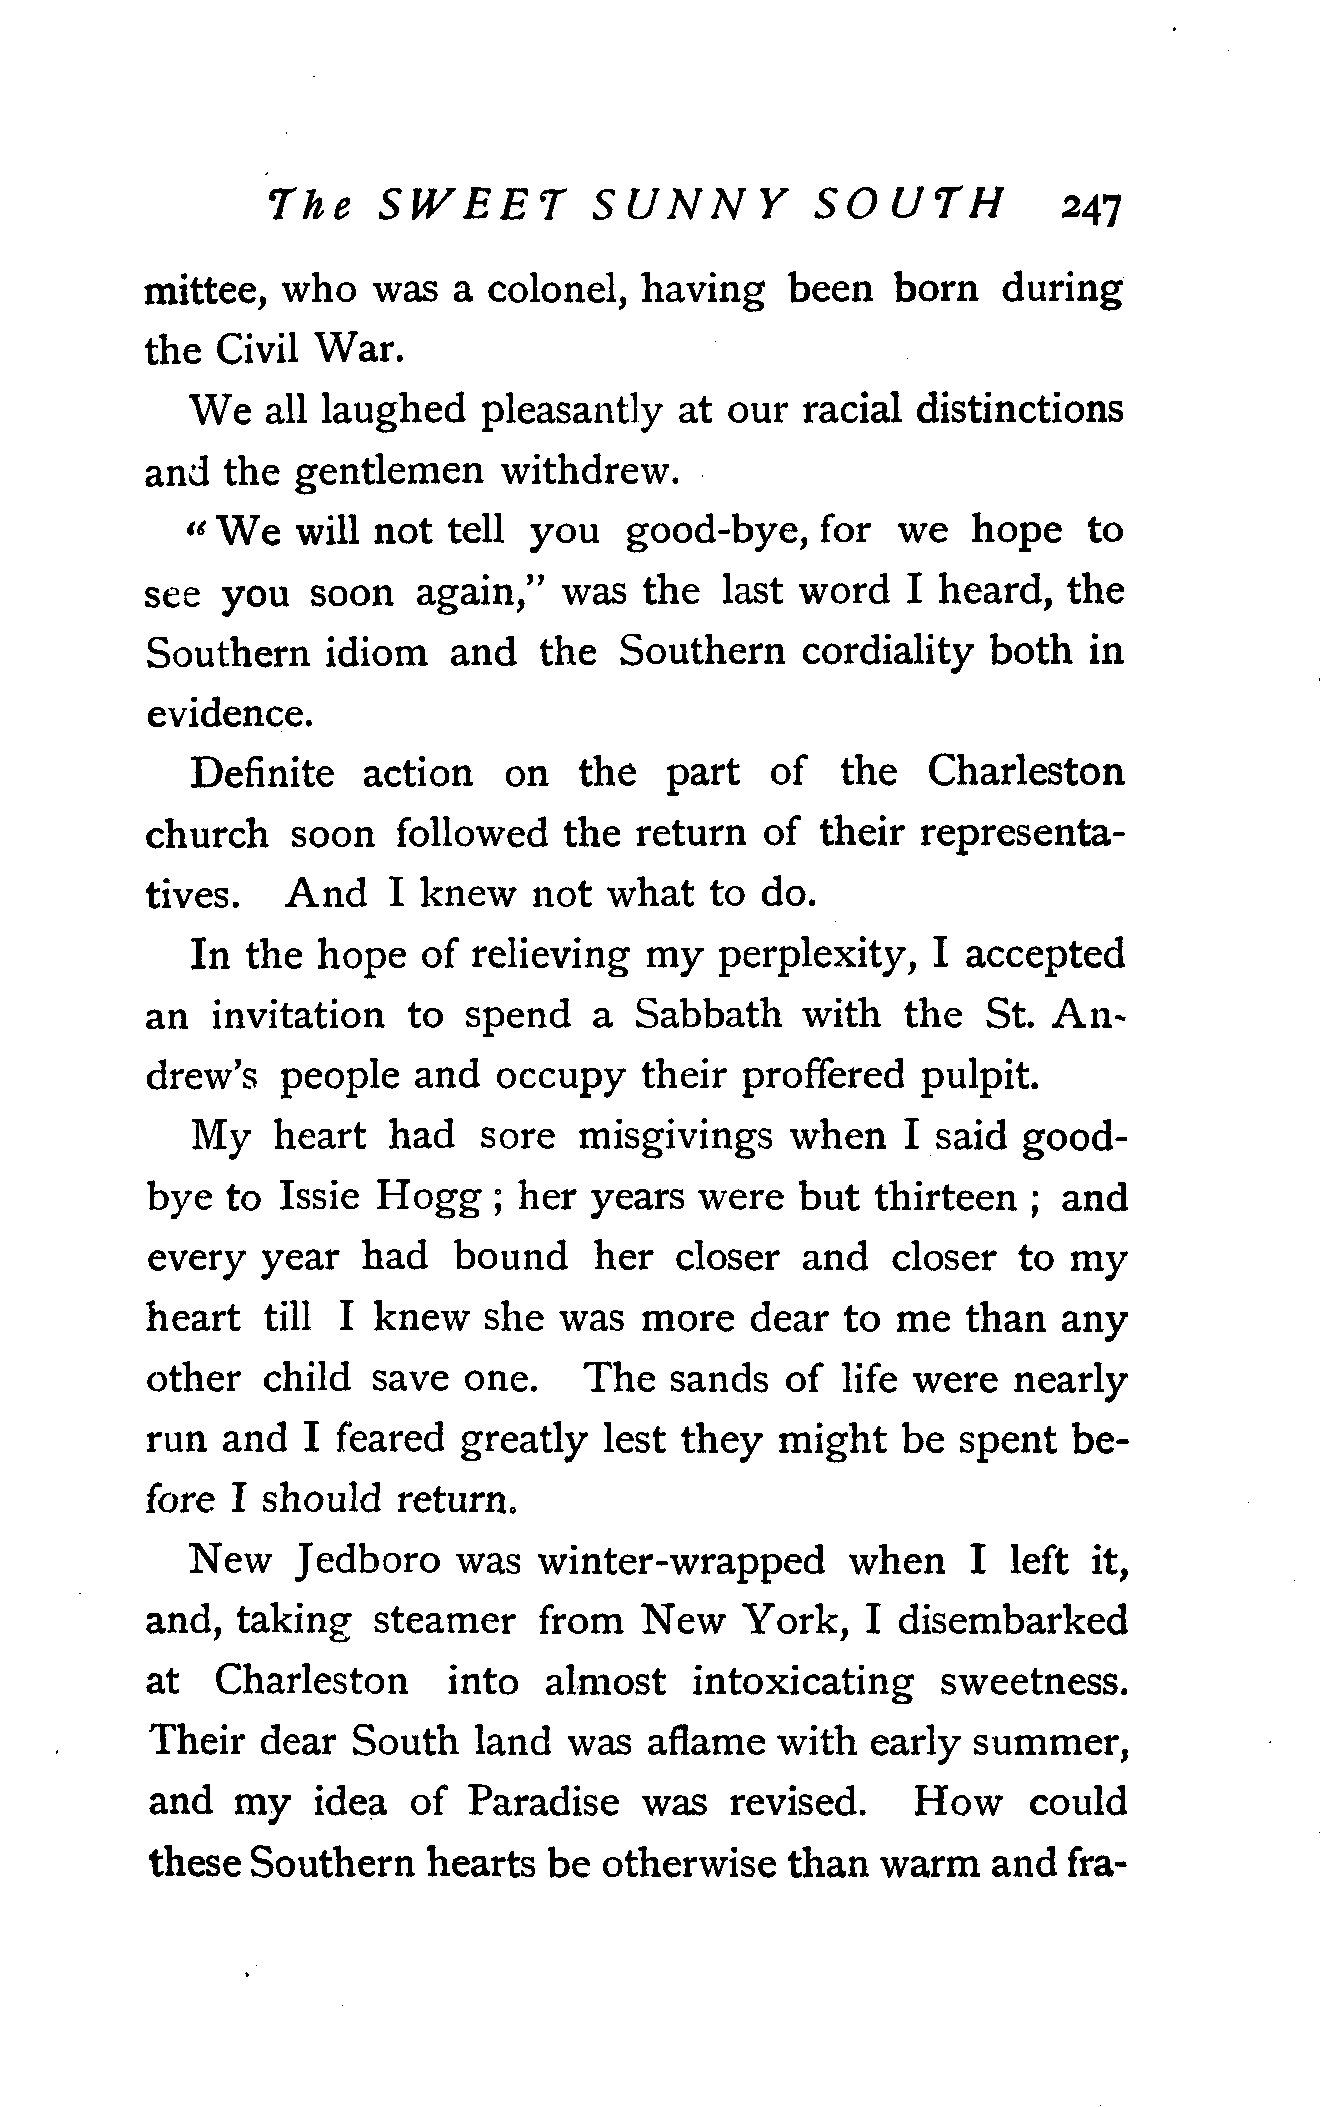 The SWEET SUNNY SOUTH 247
mittee, who was a colonel, having been born during
the Civil War.
We all laughed pleasantly at our racial distinctions
and the gentlemen withdrew.
“ We will not tell you good-bye, for we hope to
see you soon again,” was the last word I heard, the
Southern idiom and the Southern cordiality both in
evidence.
Definite action on the part of the Charleston
church soon followed the return of their representa-
tives. And I knew not what to do.
In the hope of relieving my perplexity, I accepted
an invitation to spend a Sabbath with the St. An-
drew's people and occupy their proffered pulpit.
My heart had sore misgivings when I said good-
bye to Issie Hogg ; her years were but thirteen ; and
every year had bound her closer and closer to my
heart till I knew she was more dear to me than any
other child save one. The sands of life were nearly
run and I feared greatly lest they might be spent be-
fore I should return.
New Jedboro was winter-wrapped when I left it,
and, taking steamer from New York, I disembarked
at Charleston into almost intoxicating sweetness.
Their dear South land was aflame with early summer,
and my idea of Paradise was revised. How could
these Southern hearts be otherwise than warm and fra-